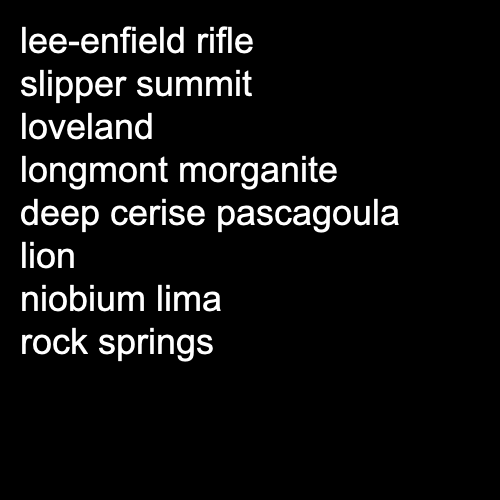 lee-enfield rifle
slipper summit
loveland
longmont morganite
deep cerise pascagoula
lion
niobium lima
rock springs